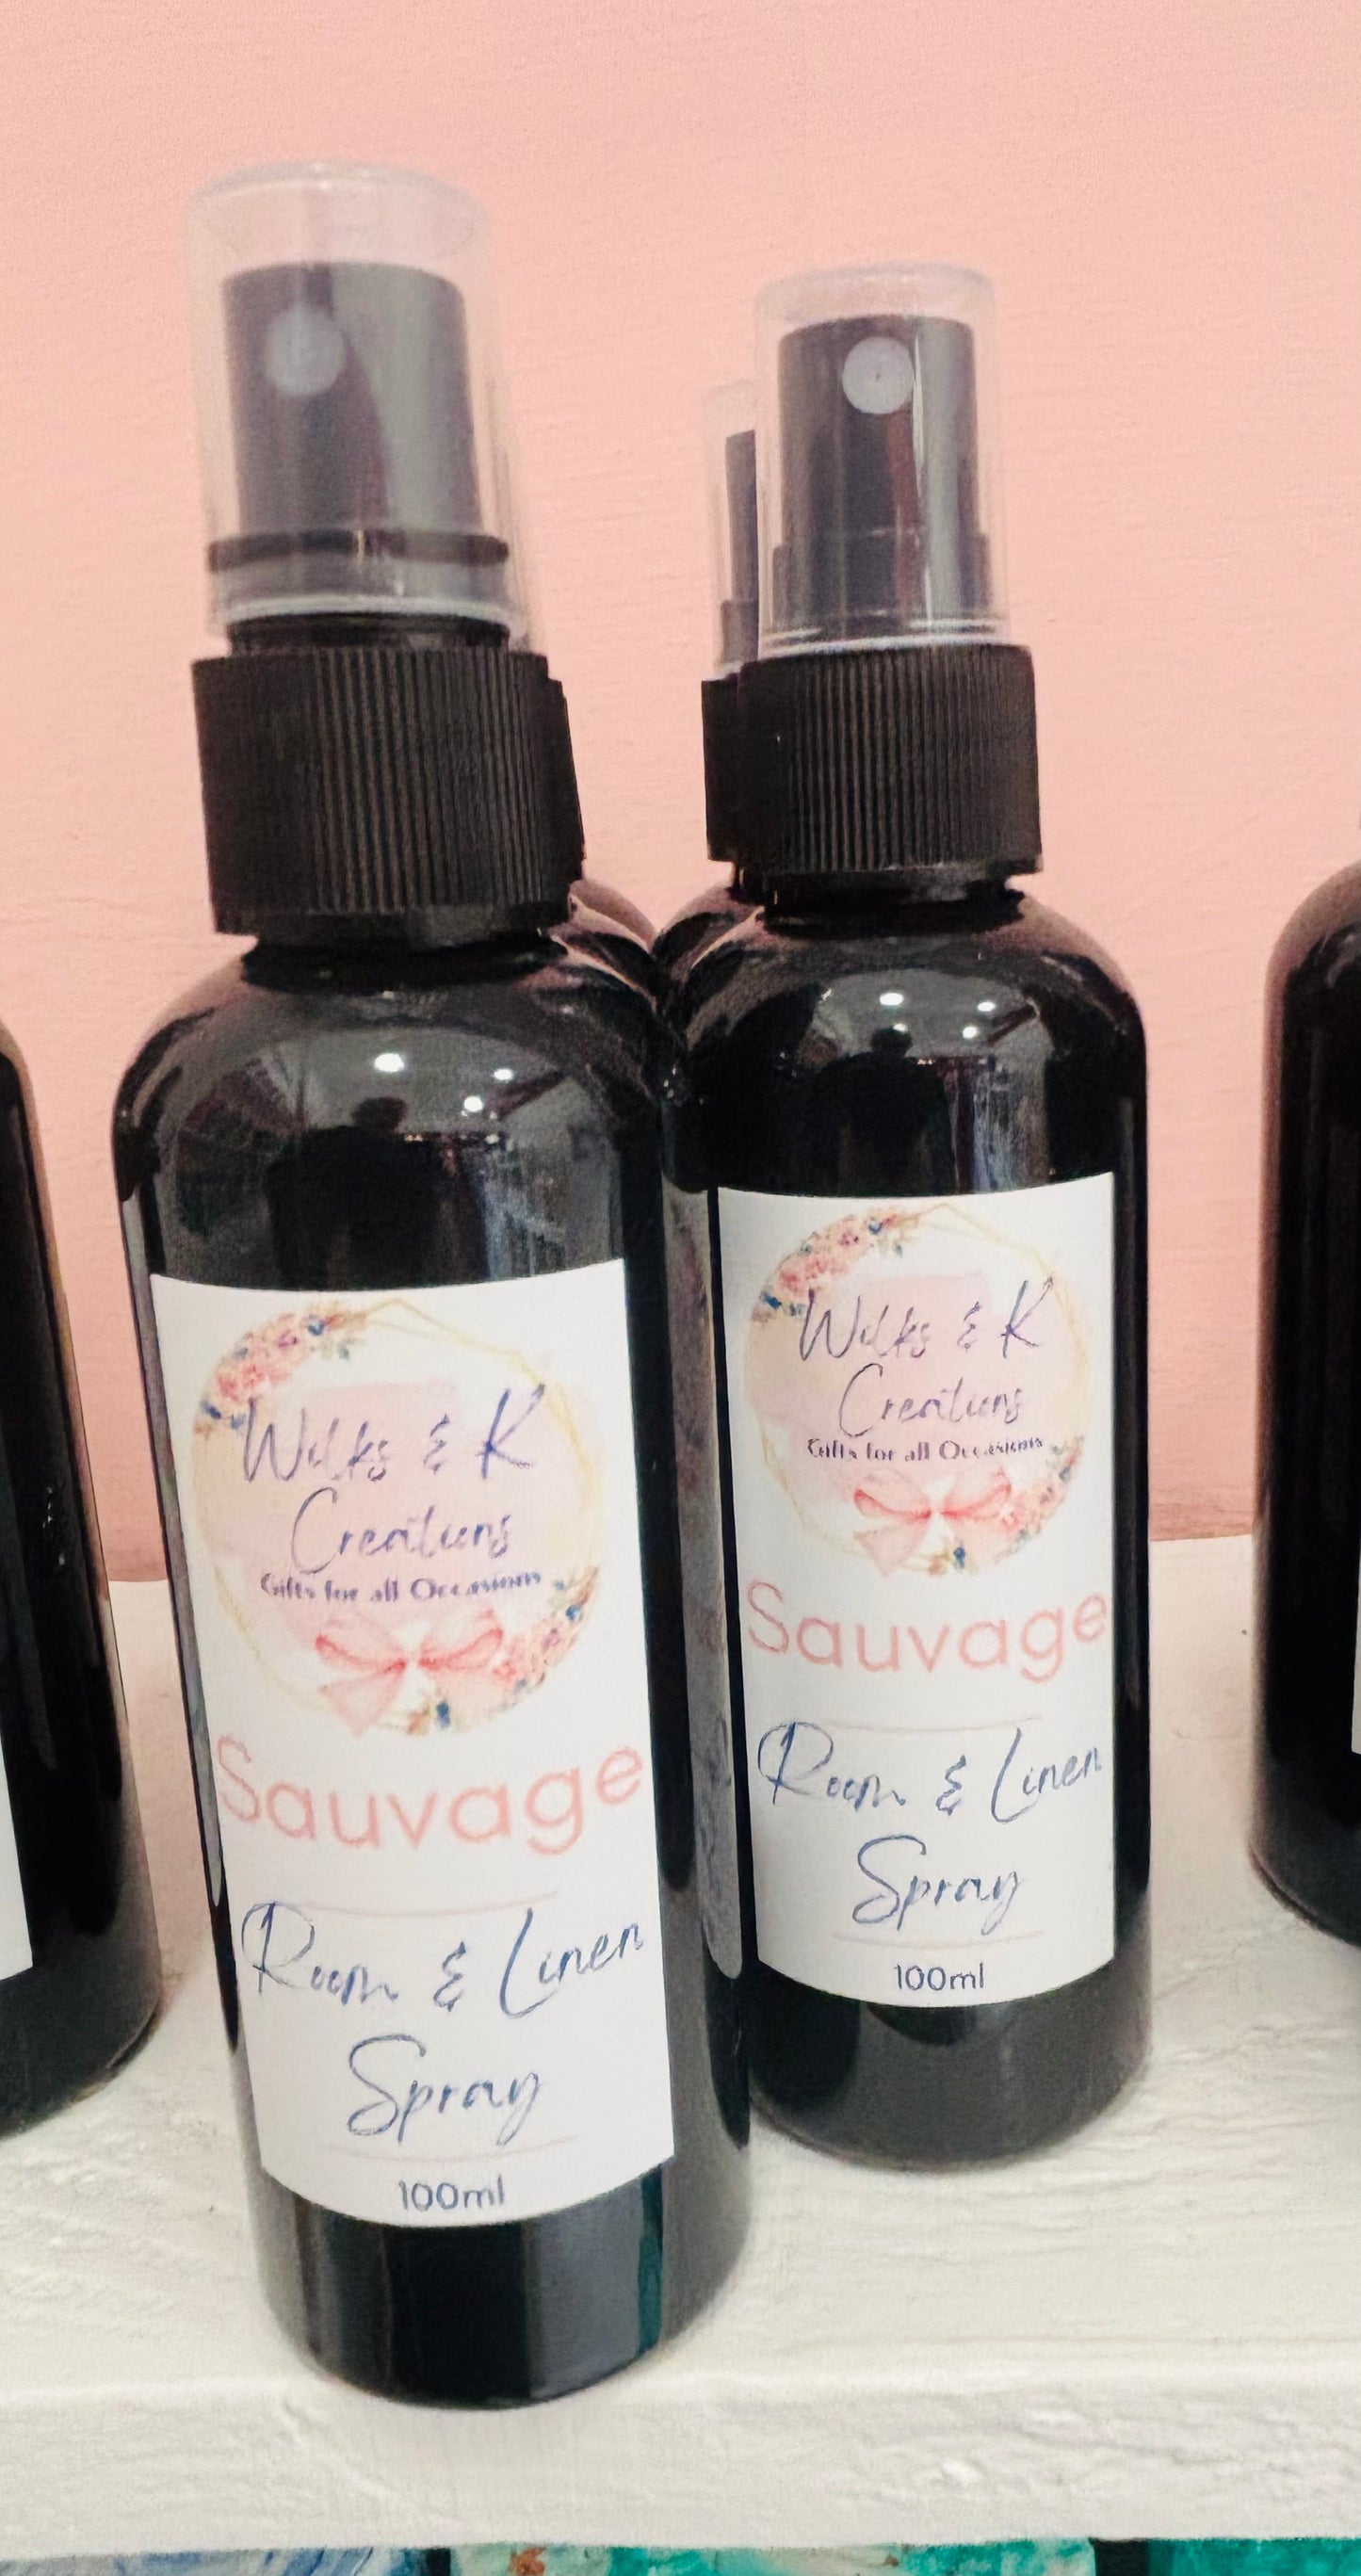 Wilks & K
Creations
Gifts for all Occasions
Sauvage
Room & Linen
Spray
100ml
Wilks & K
Creations
Gifts for all Occasions
Sauvage
Room & Linen
Spray
100ml